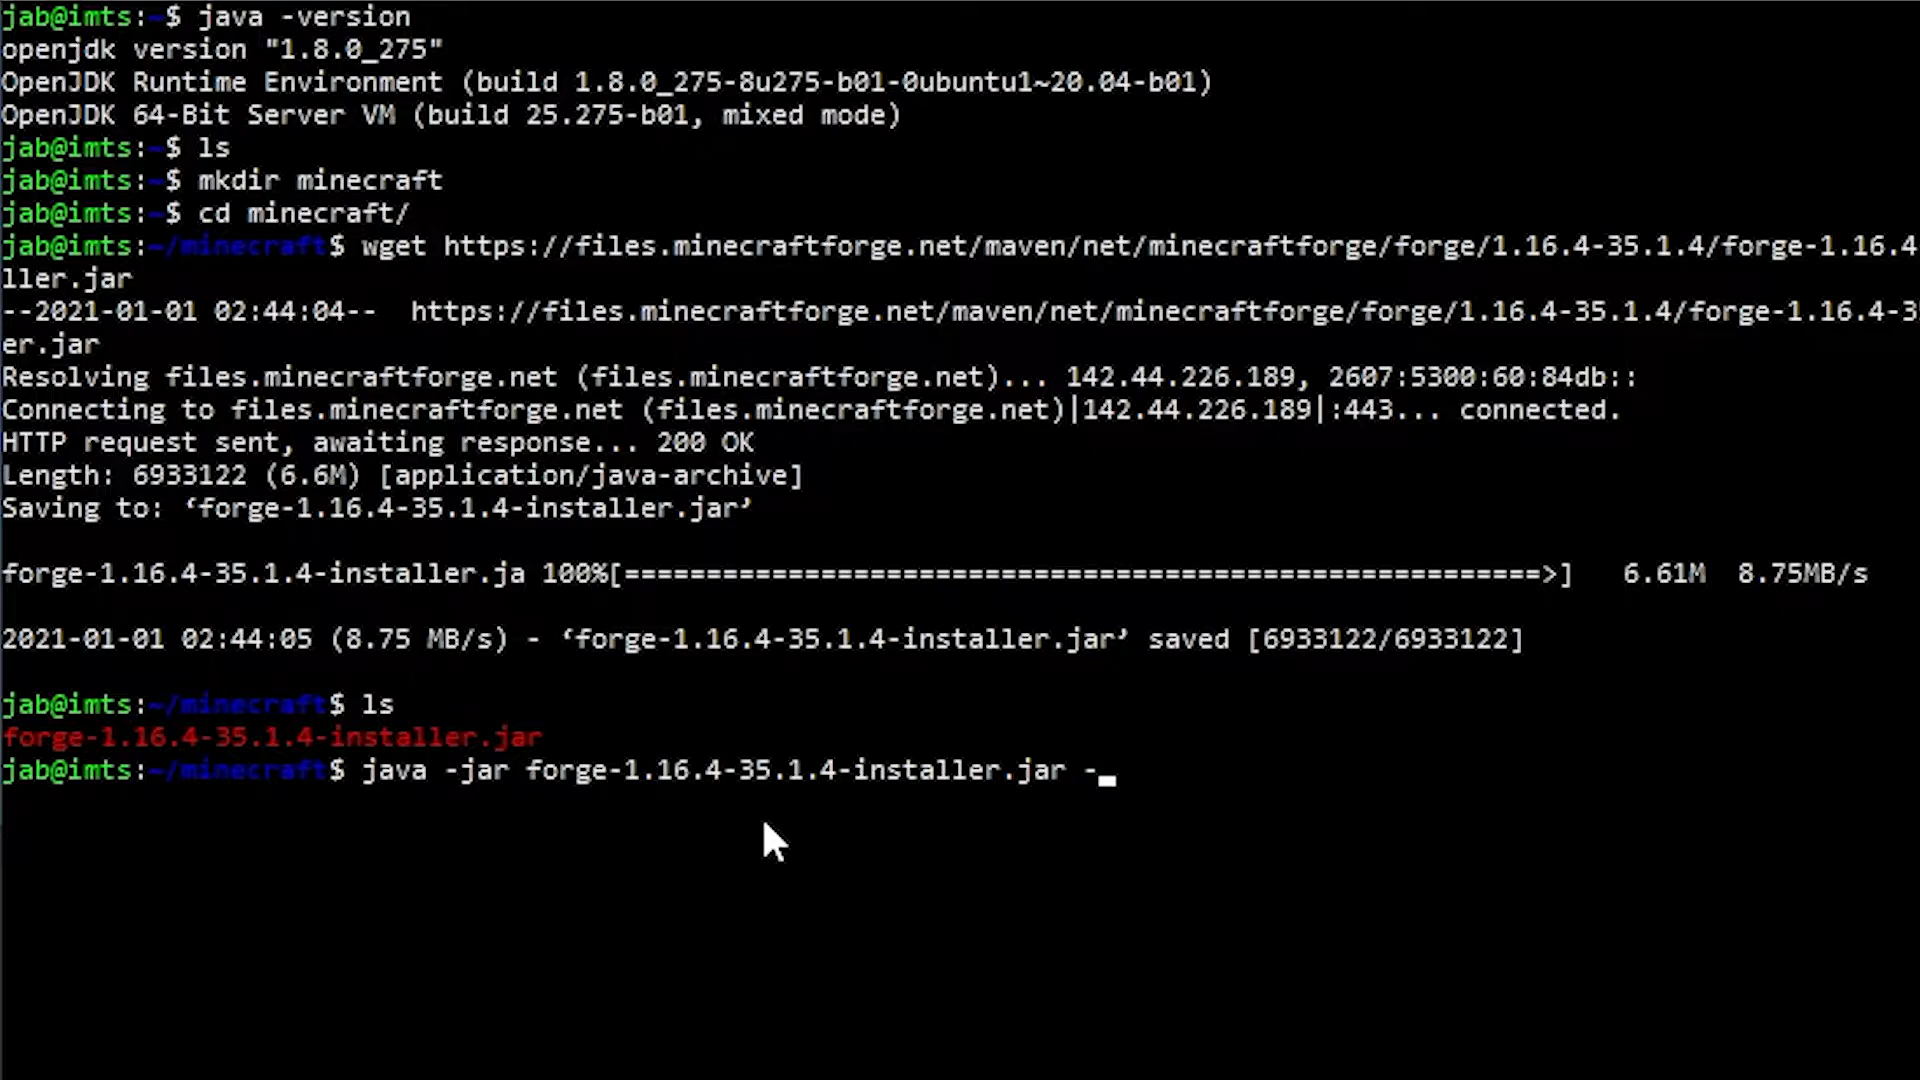 jab@imts:~$ java -version
openjdk version "1.8.0_275"
OpenJDK Runtime Environment (build 1.8.0_275-8u275-b01-0ubuntu1~20.04-b01)
OpenJDK 64-Bit Server VM (build 25.275-b01, mixed mode)
jab@imts:~$ ls
jab@imts:~$ mkdir minecraft
jab@imts:~$ cd minecraft/
jab@imts:~/minecraft$ wget https://files.minecraftforge.net/maven/net/minecraftforge/forge/1.16.4-35.1.4/forge-1.16.4
ller.jar
--2021-01-01 02:44:04--  https://files.minecraftforge.net/maven/net/minecraftforge/forge/1.16.4-35.1.4/forge-1.16.4-3
er.jar
Resolving files.minecraftforge.net (files.minecraftforge.net)... 142.44.226.189, 2607:5300:60:84db::
Connecting to files.minecraftforge.net (files.minecraftforge.net)|142.44.226.189|:443... connected.
HTTP request sent, awaiting response... 200 OK
Length: 6933122 (6.6M) [application/java-archive]
Saving to: ‘forge-1.16.4-35.1.4-installer.jar’
forge-1.16.4-35.1.4-installer.ja 100%[========================================================>]   6.61M  8.75MB/s
2021-01-01 02:44:05 (8.75 MB/s) - ‘forge-1.16.4-35.1.4-installer.jar’ saved [6933122/6933122]
jab@imts:~/minecraft$ ls
forge-1.16.4-35.1.4-installer.jar
jab@imts:~/minecraft$ java -jar forge-1.16.4-35.1.4-installer.jar -